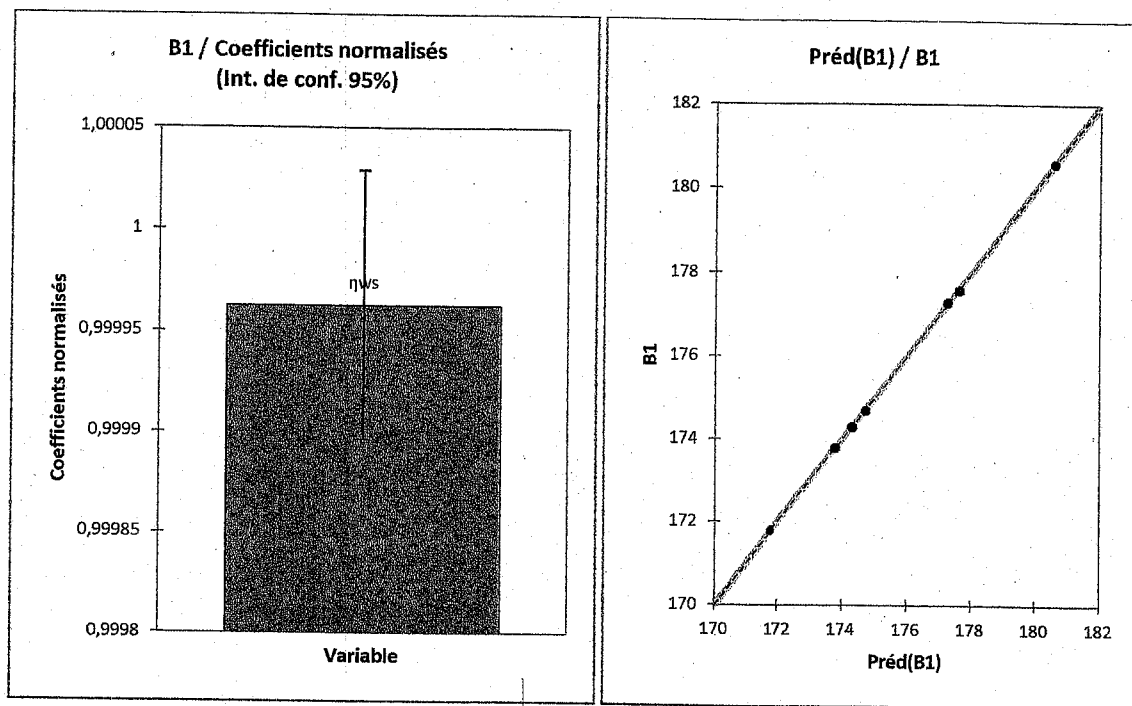 B1 / Coefficients normalisés
(Int. de conf. 95%)
1,00005
1
0,99995
0,9999
0,99985
0,9998
Coefficients normalisés
ηws
Variable
Préd(B1) / B1
182
180
178
176
174
172
170
B1
170 172 174 176 178 180 182
Préd(B1)